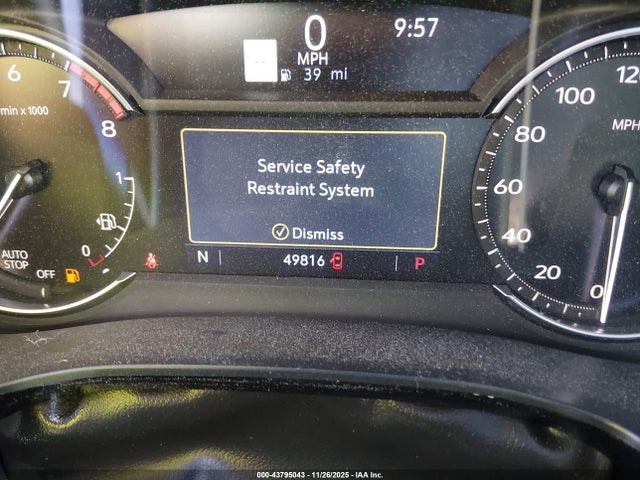 0
9:57
MPH
39 mi
6
7
8
min x 1000
1
0
AUTO
STOP
OFF
Service Safety
Restraint System
Dismiss
N
49816
P
0
20
40
60
80
100
120
MPH
000-43795043 | 11/26/2025 | IAA Inc.